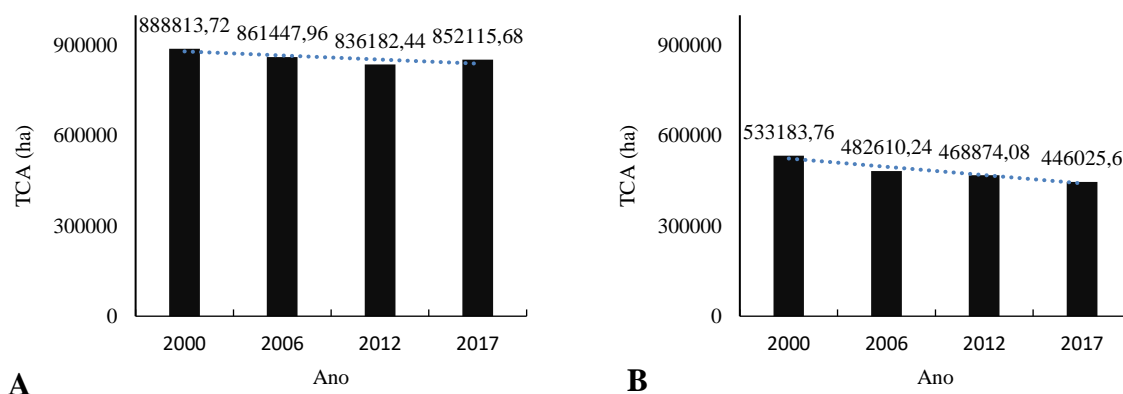 888813,72
861447,96
836182,44
852115,68
900000
600000
300000
0
TCA (ha)
2000 2006 2012 2017
Ano
A
533183,76
482610,24
468874,08
446025,6
900000
600000
300000
0
TCA (ha)
2000 2006 2012 2017
Ano
B